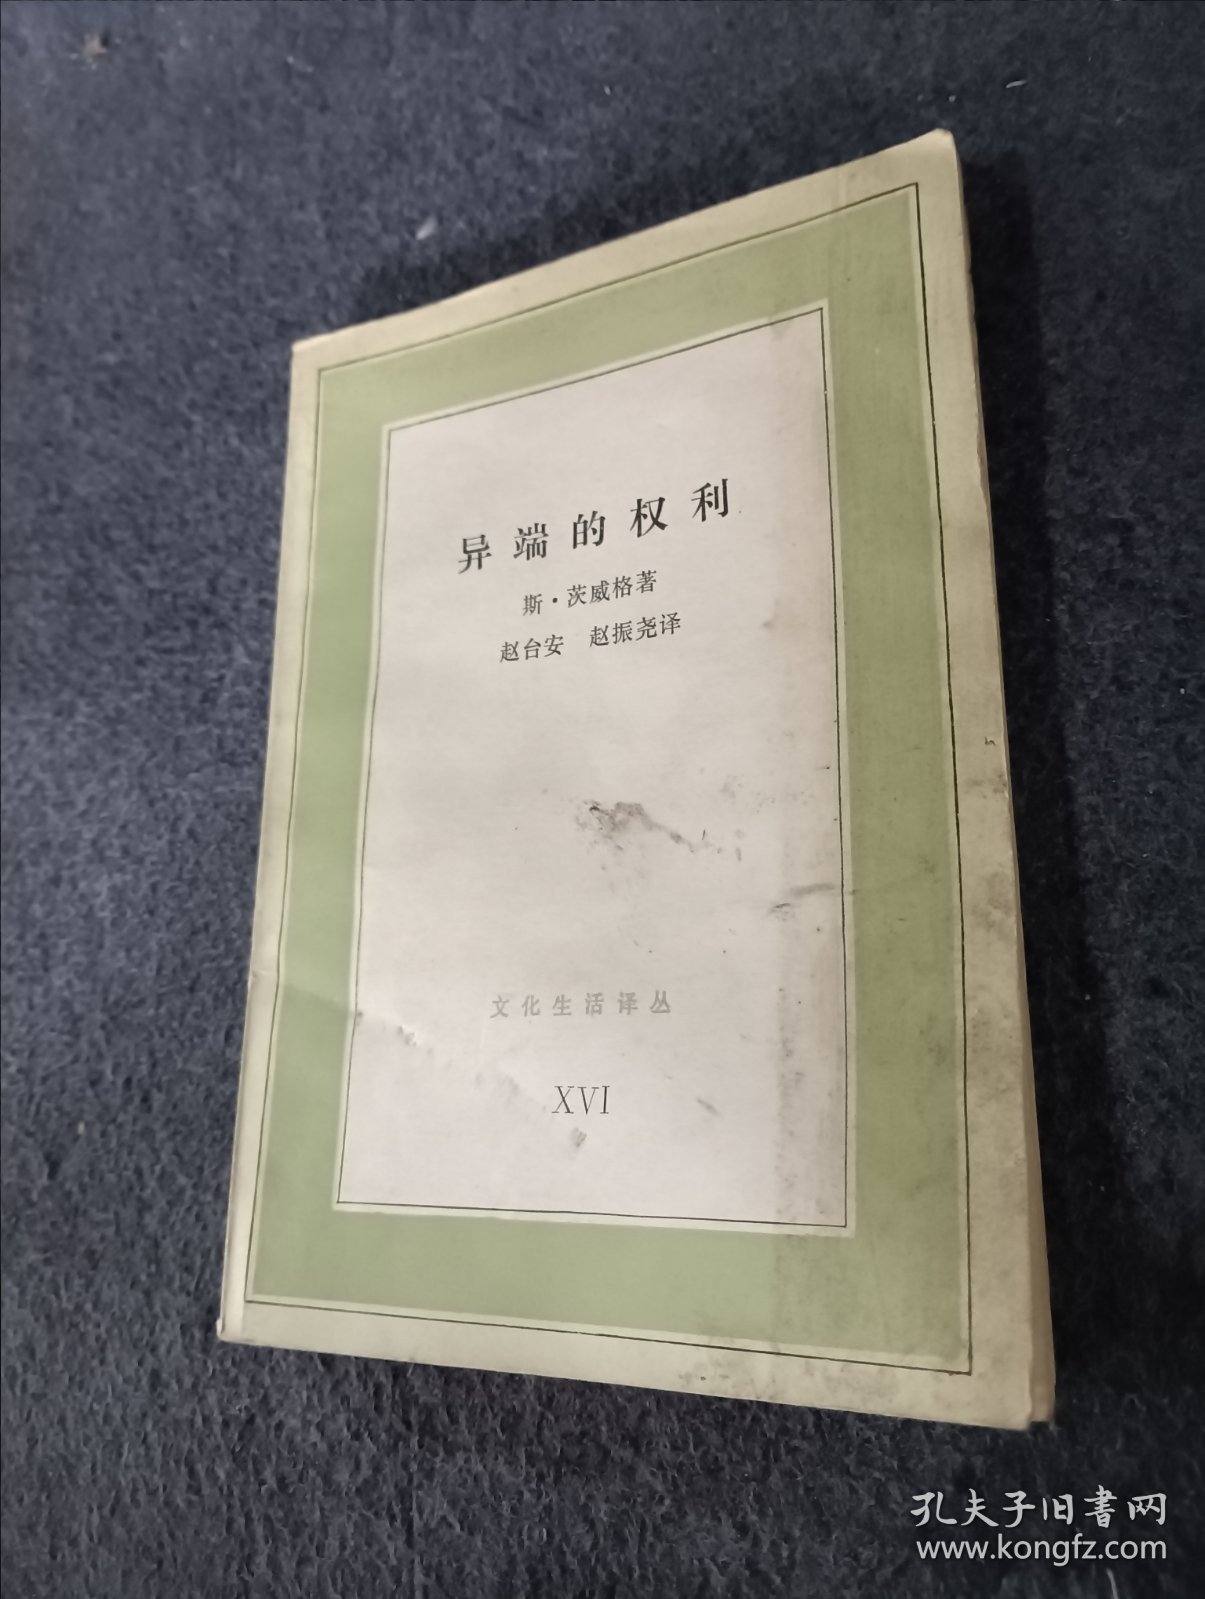 异端的权利
斯·茨威格著
赵台安 赵振尧译
文化生活译丛
XVI
孔夫子旧書网
www.kongfz.com